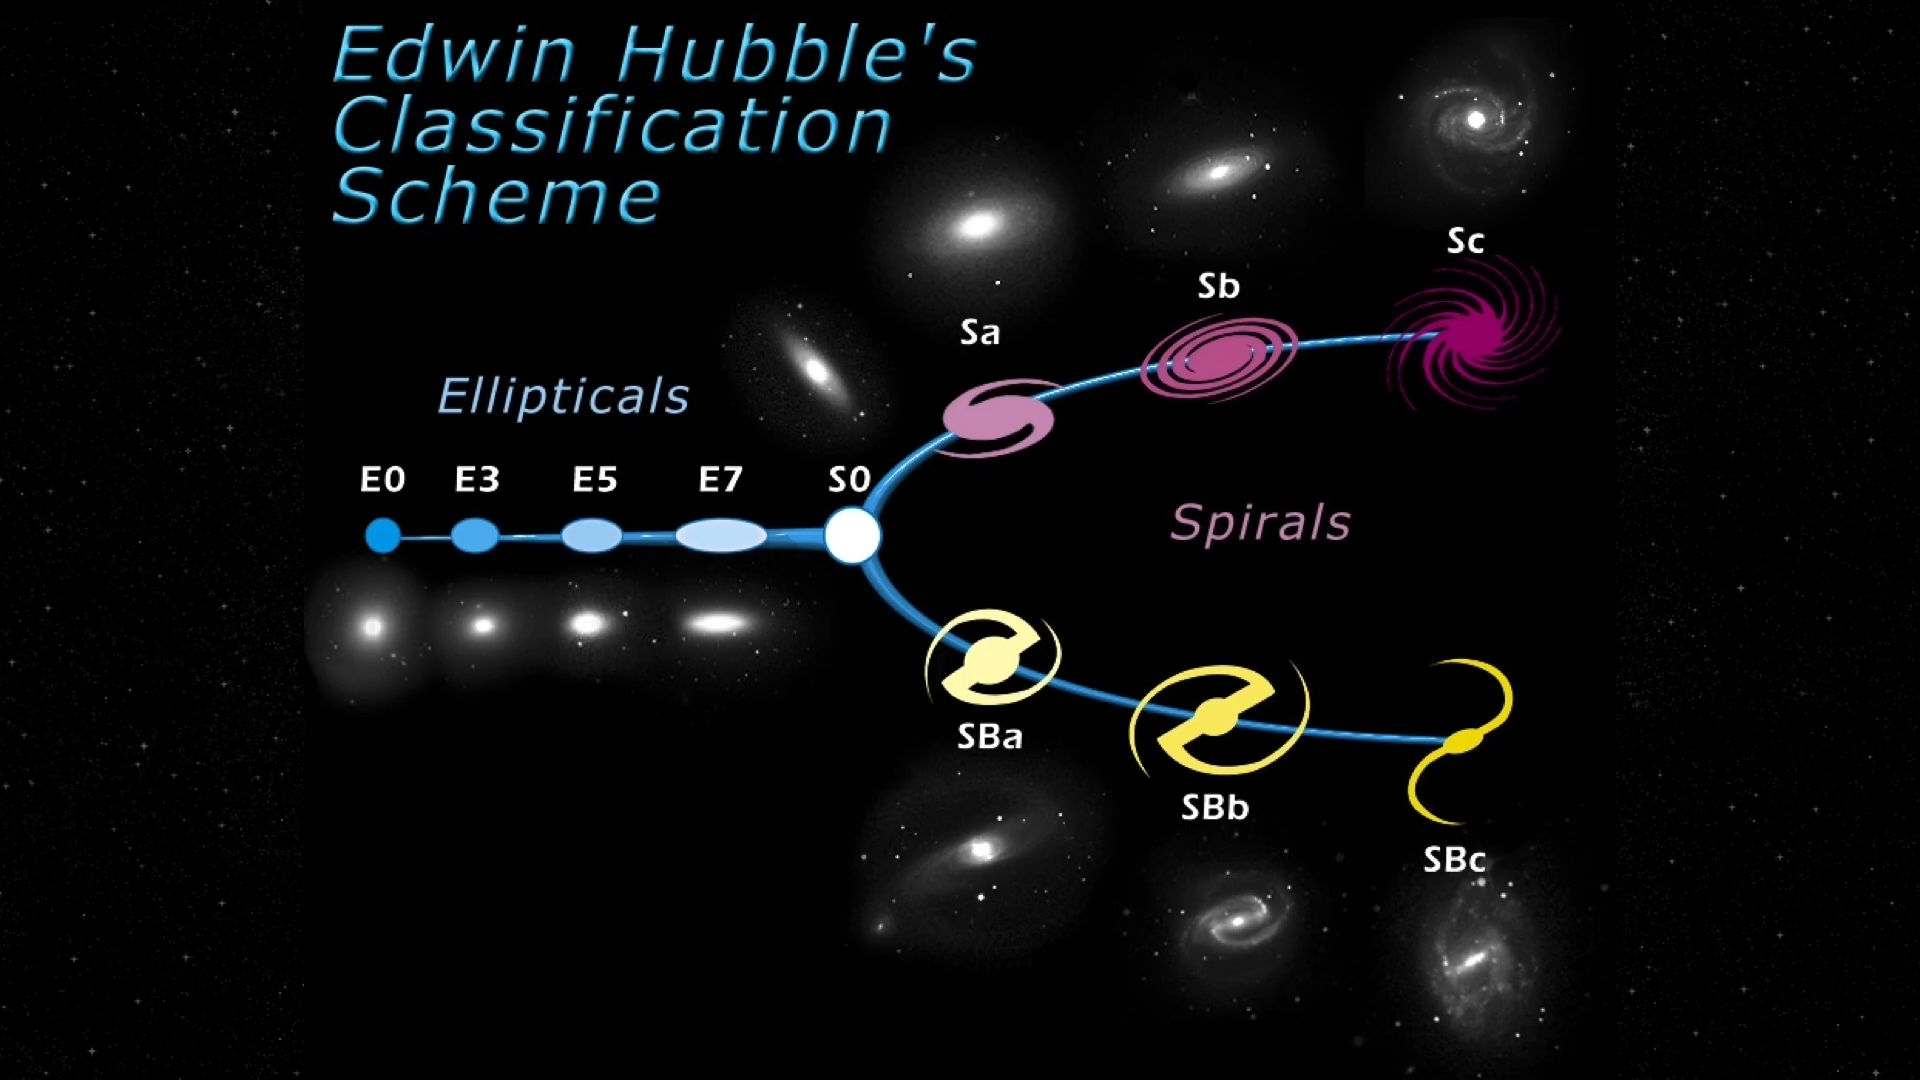 Edwin Hubble's
Classification
Scheme
Sc
Sb
Sa
Ellipticals
E0 E3 E5 E7 S0
Spirals
SBa
SBb
SBc